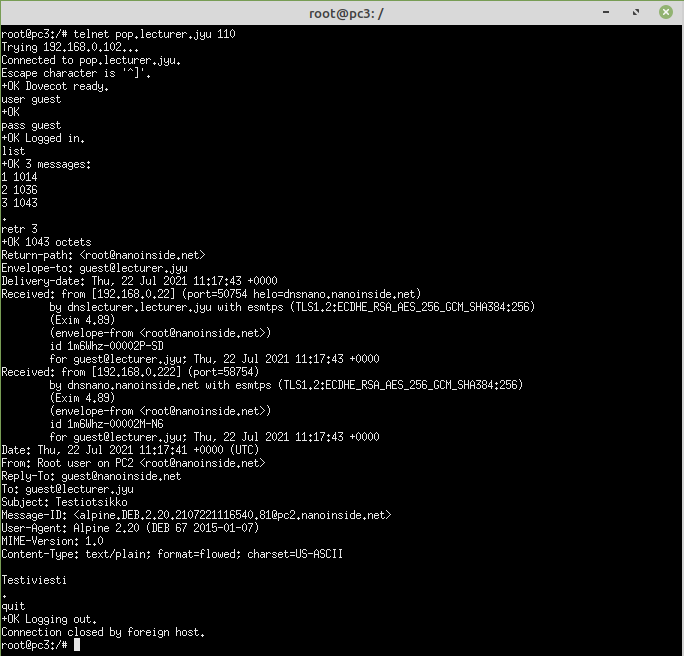 root@pc3: /
root@pc3:/# telnet pop.lecturer.jyu 110
Trying 192.168.0.102...
Connected to pop.lecturer.jyu.
Escape character is '^]'.
+OK Dovecot ready.
user guest
+OK
pass guest
+OK Logged in.
list
+OK 3 messages:
1 1014
2 1036
3 1043
.
retr 3
+OK 1043 octets
Return-path: <root@nanoinside.net>
Envelope-to: guest@lecturer.jyu
Delivery-date: Thu, 22 Jul 2021 11:17:43 +0000
Received: from [192.168.0.22] (port=50754 helo=dnsnano.nanoinside.net)
        by dnslecturer.lecturer.jyu with esmtps (TLS1.2:ECDHE_RSA_AES_256_GCM_SHA384:256)
        (Exim 4.89)
        (envelope-from <root@nanoinside.net>)
        id 1m6Whz-00002P-SD
        for guest@lecturer.jyu; Thu, 22 Jul 2021 11:17:43 +0000
Received: from [192.168.0.222] (port=58754)
        by dnsnano.nanoinside.net with esmtps (TLS1.2:ECDHE_RSA_AES_256_GCM_SHA384:256)
        (Exim 4.89)
        (envelope-from <root@nanoinside.net>)
        id 1m6Whz-00002M-N6
        for guest@lecturer.jyu; Thu, 22 Jul 2021 11:17:43 +0000
Date: Thu, 22 Jul 2021 11:17:41 +0000 (UTC)
From: Root user on PC2 <root@nanoinside.net>
Reply-To: guest@nanoinside.net
To: guest@lecturer.jyu
Subject: Testiotsikko
Message-ID: <alpine.DEB.2.20.2107221116540.81@pc2.nanoinside.net>
User-Agent: Alpine 2.20 (DEB 67 2015-01-07)
MIME-Version: 1.0
Content-Type: text/plain; format=flowed; charset=US-ASCII

Testiviesti
.
quit
+OK Logging out.
Connection closed by foreign host.
root@pc3:/#